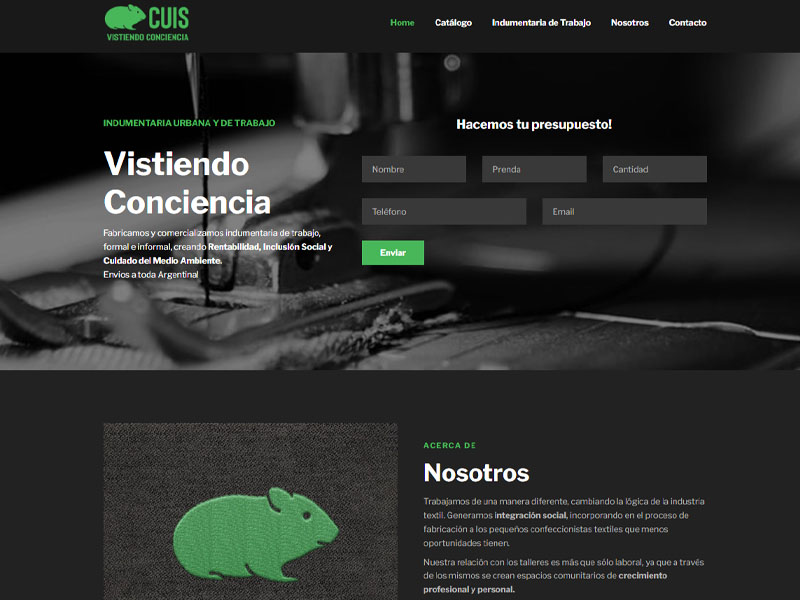 CUIS
VISTIENDO CONCIENCIA
Home Catálogo Indumentaria de Trabajo Nosotros Contacto
INDUMENTARIA URBANA Y DE TRABAJO
Vistiendo
Conciencia
Fabricamos y comercializamos indumentaria de trabajo,
formal e informal, creando Rentabilidad, Inclusión Social y
Cuidado del Medio Ambiente.
Envios a toda Argentina!
Hacemos tu presupuesto!
Nombre Prenda Cantidad
Teléfono Email
Enviar
ACERCA DE
Nosotros
Trabajamos de una manera diferente, cambiando la lógica de la industria
textil. Generamos integración social, incorporando en el proceso de
fabricación a los pequeños confeccionistas textiles que menos
oportunidades tienen.
Nuestra relación con los talleres es más que sólo laboral, ya que a través
de los mismos se crean espacios comunitarios de crecimiento
profesional y personal.